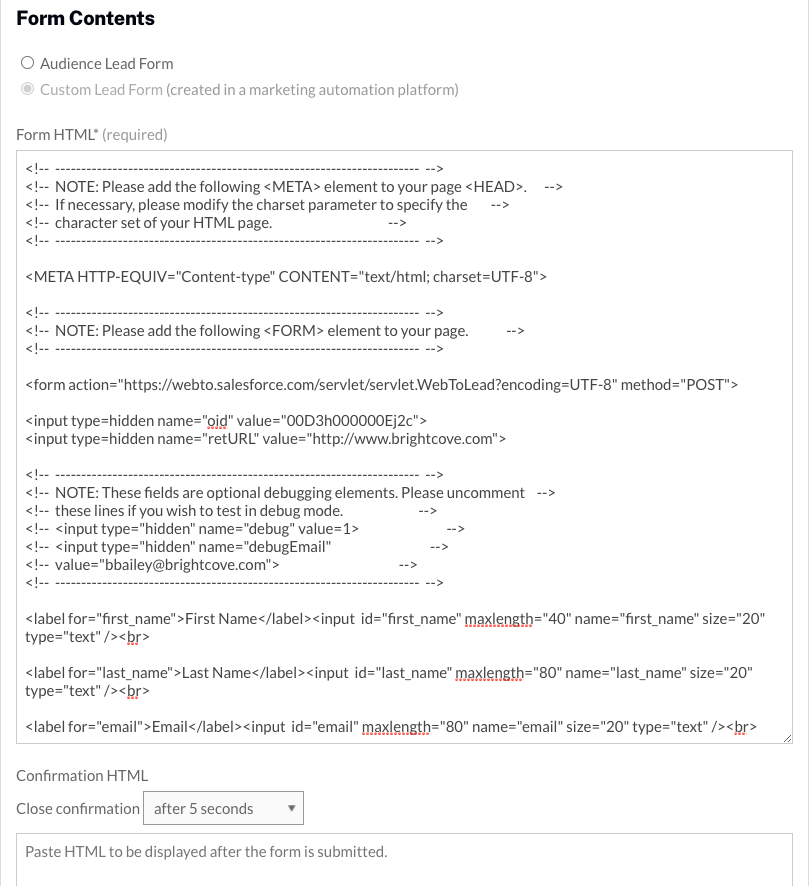 Form Contents
Audience Lead Form
Custom Lead Form (created in a marketing automation platform)
Form HTML* (required)
<!-- ---------------------------------------------------------------------- -->
<!-- NOTE: Please add the following <META> element to your page <HEAD>. -->
<!-- If necessary, please modify the charset parameter to specify the -->
<!-- character set of your HTML page. -->
<!-- ---------------------------------------------------------------------- -->
<META HTTP-EQUIV="Content-type" CONTENT="text/html; charset=UTF-8">
<!-- ---------------------------------------------------------------------- -->
<!-- NOTE: Please add the following <FORM> element to your page. -->
<!-- ---------------------------------------------------------------------- -->
<form action="https://webto.salesforce.com/servlet/servlet.WebToLead?encoding=UTF-8" method="POST">
<input type=hidden name="oid" value="00D3h000000Ej2c">
<input type=hidden name="retURL" value="http://www.brightcove.com">
<!-- ---------------------------------------------------------------------- -->
<!-- NOTE: These fields are optional debugging elements. Please uncomment -->
<!-- these lines if you wish to test in debug mode. -->
<!-- <input type="hidden" name="debug" value=1> -->
<!-- <input type="hidden" name="debugEmail" -->
<!-- value="bbailey@brightcove.com"> -->
<!-- ---------------------------------------------------------------------- -->
<label for="first_name">First Name</label><input id="first_name" maxlength="40" name="first_name" size="20"
type="text" /><br>
<label for="last_name">Last Name</label><input id="last_name" maxlength="80" name="last_name" size="20"
type="text" /><br>
<label for="email">Email</label><input id="email" maxlength="80" name="email" size="20" type="text" /><br>
Confirmation HTML
Close confirmation after 5 seconds
Paste HTML to be displayed after the form is submitted.